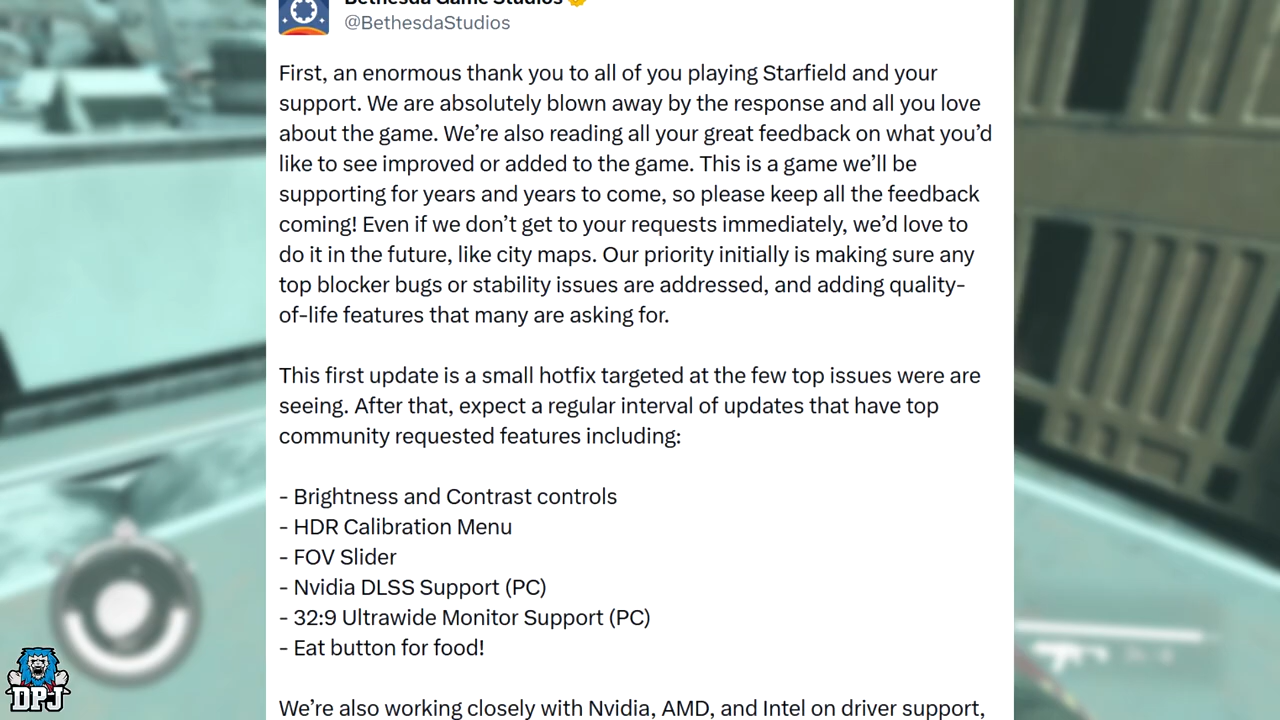 Bethesda Game Studios
@BethesdaStudios
First, an enormous thank you to all of you playing Starfield and your
support. We are absolutely blown away by the response and all you love
about the game. We’re also reading all your great feedback on what you’d
like to see improved or added to the game. This is a game we’ll be
supporting for years and years to come, so please keep all the feedback
coming! Even if we don’t get to your requests immediately, we’d love to
do it in the future, like city maps. Our priority initially is making sure any
top blocker bugs or stability issues are addressed, and adding quality-
of-life features that many are asking for.
This first update is a small hotfix targeted at the few top issues were are
seeing. After that, expect a regular interval of updates that have top
community requested features including:
- Brightness and Contrast controls
- HDR Calibration Menu
- FOV Slider
- Nvidia DLSS Support (PC)
- 32:9 Ultrawide Monitor Support (PC)
- Eat button for food!
We’re also working closely with Nvidia, AMD, and Intel on driver support,
DPJ